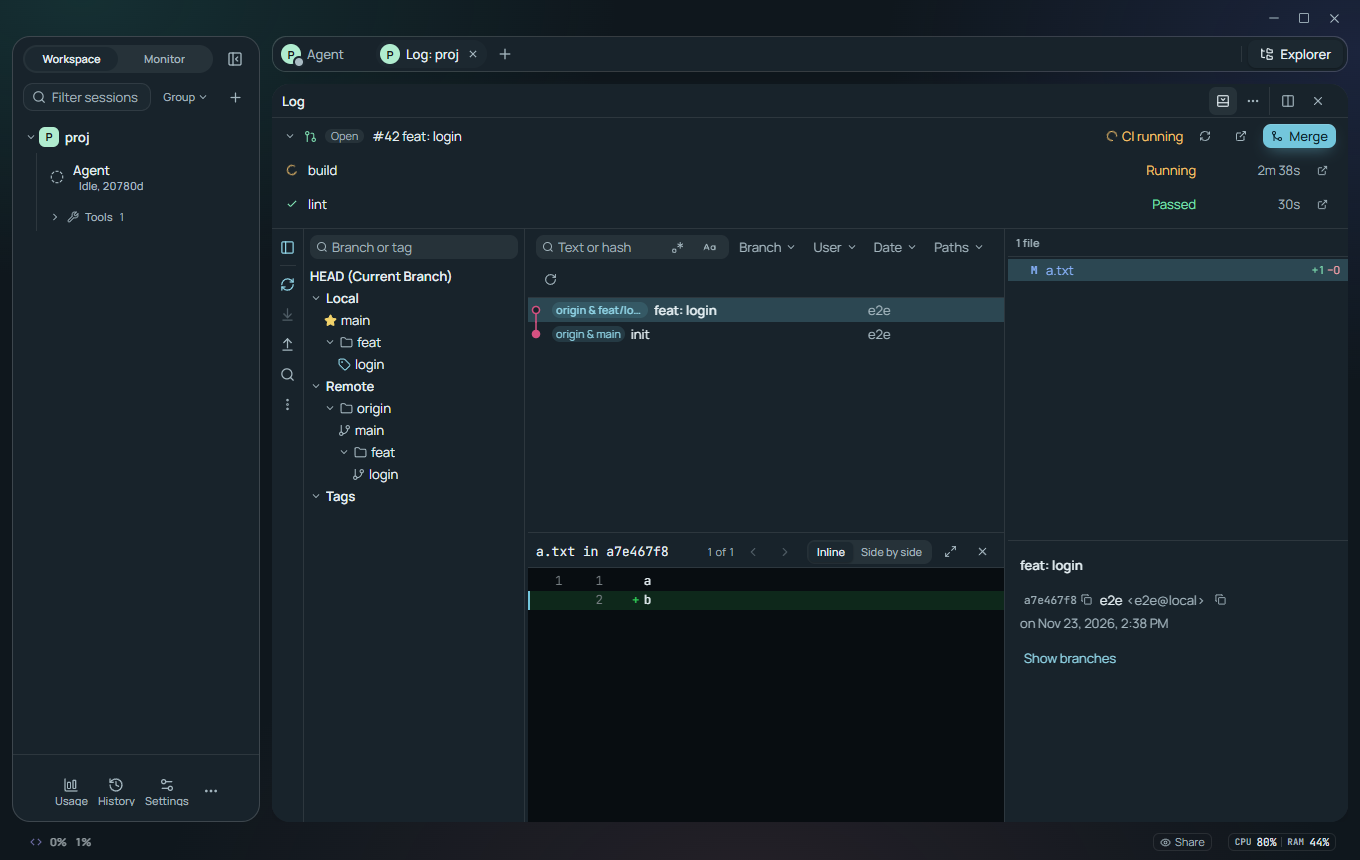 Workspace Monitor
Filter sessions Group
P proj
Agent
Idle, 20780d
Tools 1
Usage History Settings
0% 1%
P Agent P Log: proj Explorer
Log
Open #42 feat: login CI running Merge
build Running 2m 38s
lint Passed 30s
Branch or tag
HEAD (Current Branch)
Local
main
feat
login
Remote
origin
main
feat
login
Tags
Text or hash .* Aa Branch User Date Paths
origin & feat/lo... feat: login e2e
origin & main init e2e
a.txt in a7e467f8 1 of 1 Inline Side by side
1 1 a
2 + b
1 file
M a.txt +1 −0
feat: login
a7e467f8 e2e <e2e@local>
on Nov 23, 2026, 2:38 PM
Show branches
Share CPU 80% RAM 44%